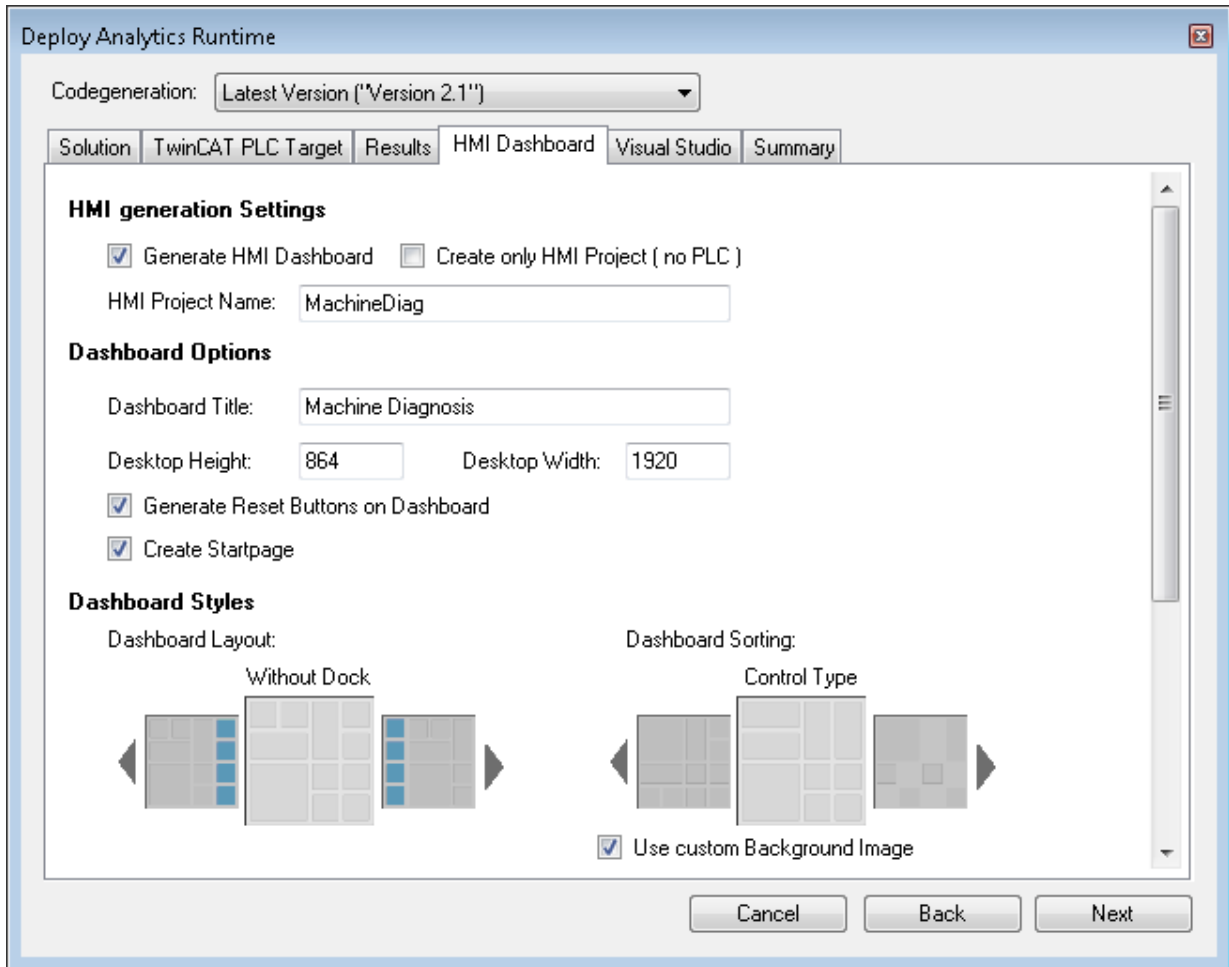 Deploy Analytics Runtime
Codegeneration: Latest Version ("Version 2.1")
Solution TwinCAT PLC Target Results HMI Dashboard Visual Studio Summary
HMI generation Settings
Generate HMI Dashboard Create only HMI Project ( no PLC )
HMI Project Name: MachineDiag
Dashboard Options
Dashboard Title: Machine Diagnosis
Desktop Height: 864 Desktop Width: 1920
Generate Reset Buttons on Dashboard
Create Startpage
Dashboard Styles
Dashboard Layout: Dashboard Sorting:
Without Dock Control Type
Use custom Background Image
Cancel Back Next